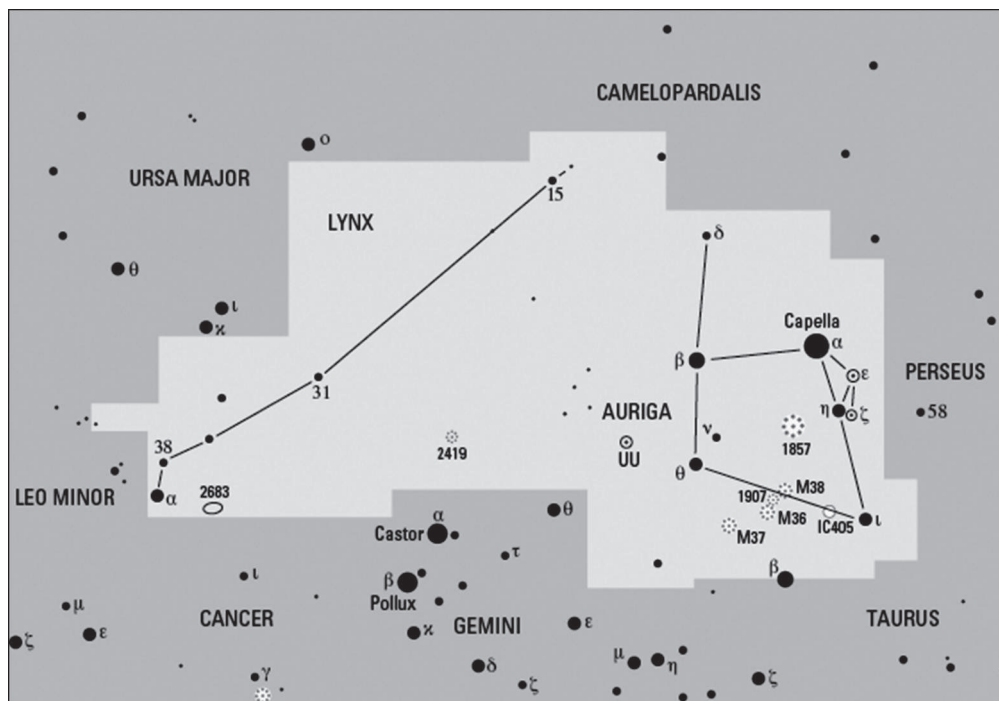 CAMELOPARDALIS
ο
URSA MAJOR
15
LYNX
δ
θ
ι
Capella
α
ϰ
β
ε
PERSEUS
31
AURIGA
η
ζ
58
ν
38
2419
UU
1857
θ
LEO MINOR
α
2683
M38
1907
M36
IC405
ι
M37
α
θ
Castor
τ
β
β
ι
Pollux
μ
CANCER
GEMINI
ε
TAURUS
ζ
ε
ϰ
μ
η
δ
γ
ζ
ζ